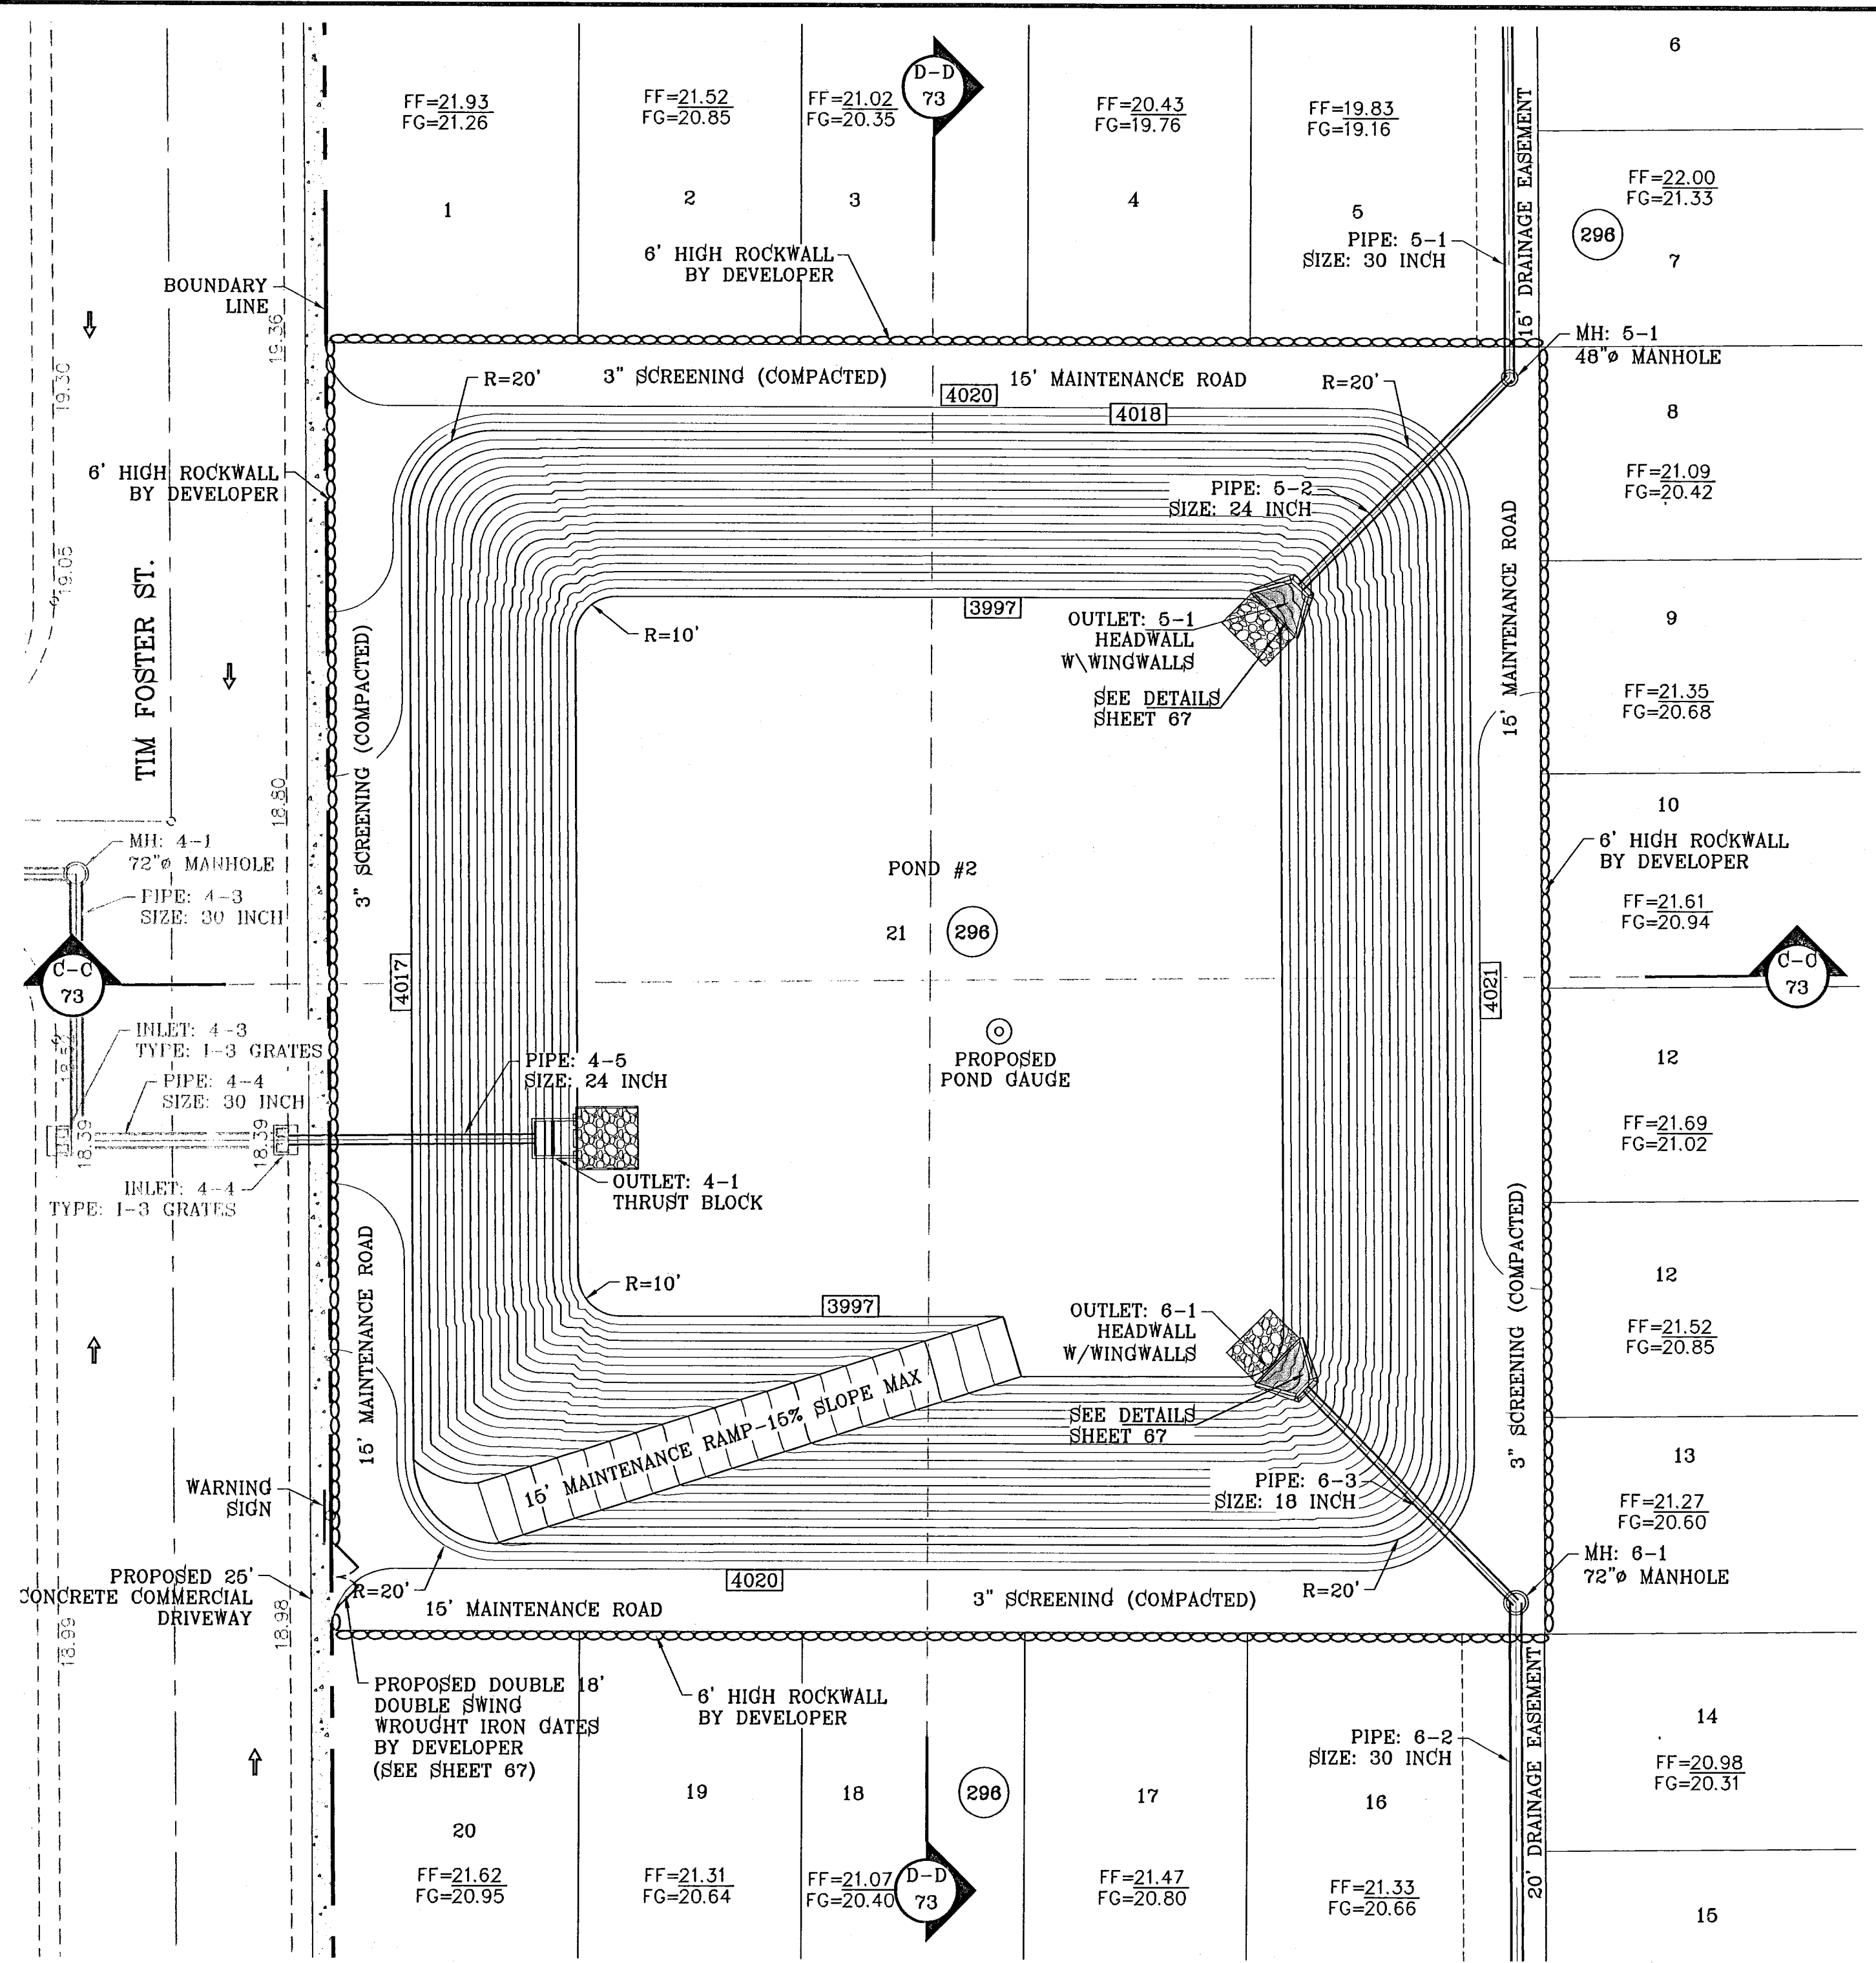 6
D-D
73
FF=21.93
FG=21.26
FF=21.52
FG=20.85
FF=21.02
FG=20.35
FF=20.43
FG=19.76
FF=19.83
FG=19.16
15' DRAINAGE EASEMENT
FF=22.00
FG=21.33
1
2
3
4
5
296
7
PIPE: 5-1
SIZE: 30 INCH
6' HIGH ROCKWALL
BY DEVELOPER
BOUNDARY
LINE
19.36
19.30
MH: 5-1
48"ø MANHOLE
R=20'
3" SCREENING (COMPACTED)
4020
15' MAINTENANCE ROAD
4018
R=20'
8
6' HIGH ROCKWALL
BY DEVELOPER
FF=21.09
FG=20.42
PIPE: 5-2
SIZE: 24 INCH
19.05
TIM FOSTER ST.
3" SCREENING (COMPACTED)
15' MAINTENANCE ROAD
3997
R=10'
OUTLET: 5-1
HEADWALL
W\WINGWALLS
SEE DETAILS
SHEET 67
9
FF=21.35
FG=20.68
18.80
10
6' HIGH ROCKWALL
BY DEVELOPER
MH: 4-1
72"ø MANHOLE
PIPE: 4-3
SIZE: 30 INCH
POND #2
21
296
FF=21.61
FG=20.94
C-C
73
4017
4021
C-C
73
INLET: 4-3
TYPE: I-3 GRATES
PIPE: 4-4
SIZE: 30 INCH
PIPE: 4-5
SIZE: 24 INCH
PROPOSED
POND GAUGE
12
18.39
18.39
FF=21.69
FG=21.02
INLET: 4-4
TYPE: I-3 GRATES
OUTLET: 4-1
THRUST BLOCK
15' MAINTENANCE ROAD
3" SCREENING (COMPACTED)
R=10'
3997
OUTLET: 6-1
HEADWALL
W/WINGWALLS
12
FF=21.52
FG=20.85
SEE DETAILS
SHEET 67
15' MAINTENANCE RAMP-15% SLOPE MAX
13
WARNING
SIGN
PIPE: 6-3
SIZE: 18 INCH
FF=21.27
FG=20.60
PROPOSED 25'
CONCRETE COMMERCIAL
DRIVEWAY
18.98
18.99
R=20'
15' MAINTENANCE ROAD
4020
3" SCREENING (COMPACTED)
R=20'
MH: 6-1
72"ø MANHOLE
PROPOSED DOUBLE 18'
DOUBLE SWING
WROUGHT IRON GATES
BY DEVELOPER
(SEE SHEET 67)
6' HIGH ROCKWALL
BY DEVELOPER
20' DRAINAGE EASEMENT
PIPE: 6-2
SIZE: 30 INCH
14
FF=20.98
FG=20.31
19
18
296
17
16
20
FF=21.62
FG=20.95
FF=21.31
FG=20.64
FF=21.07
FG=20.40
D-D
73
FF=21.47
FG=20.80
FF=21.33
FG=20.66
15